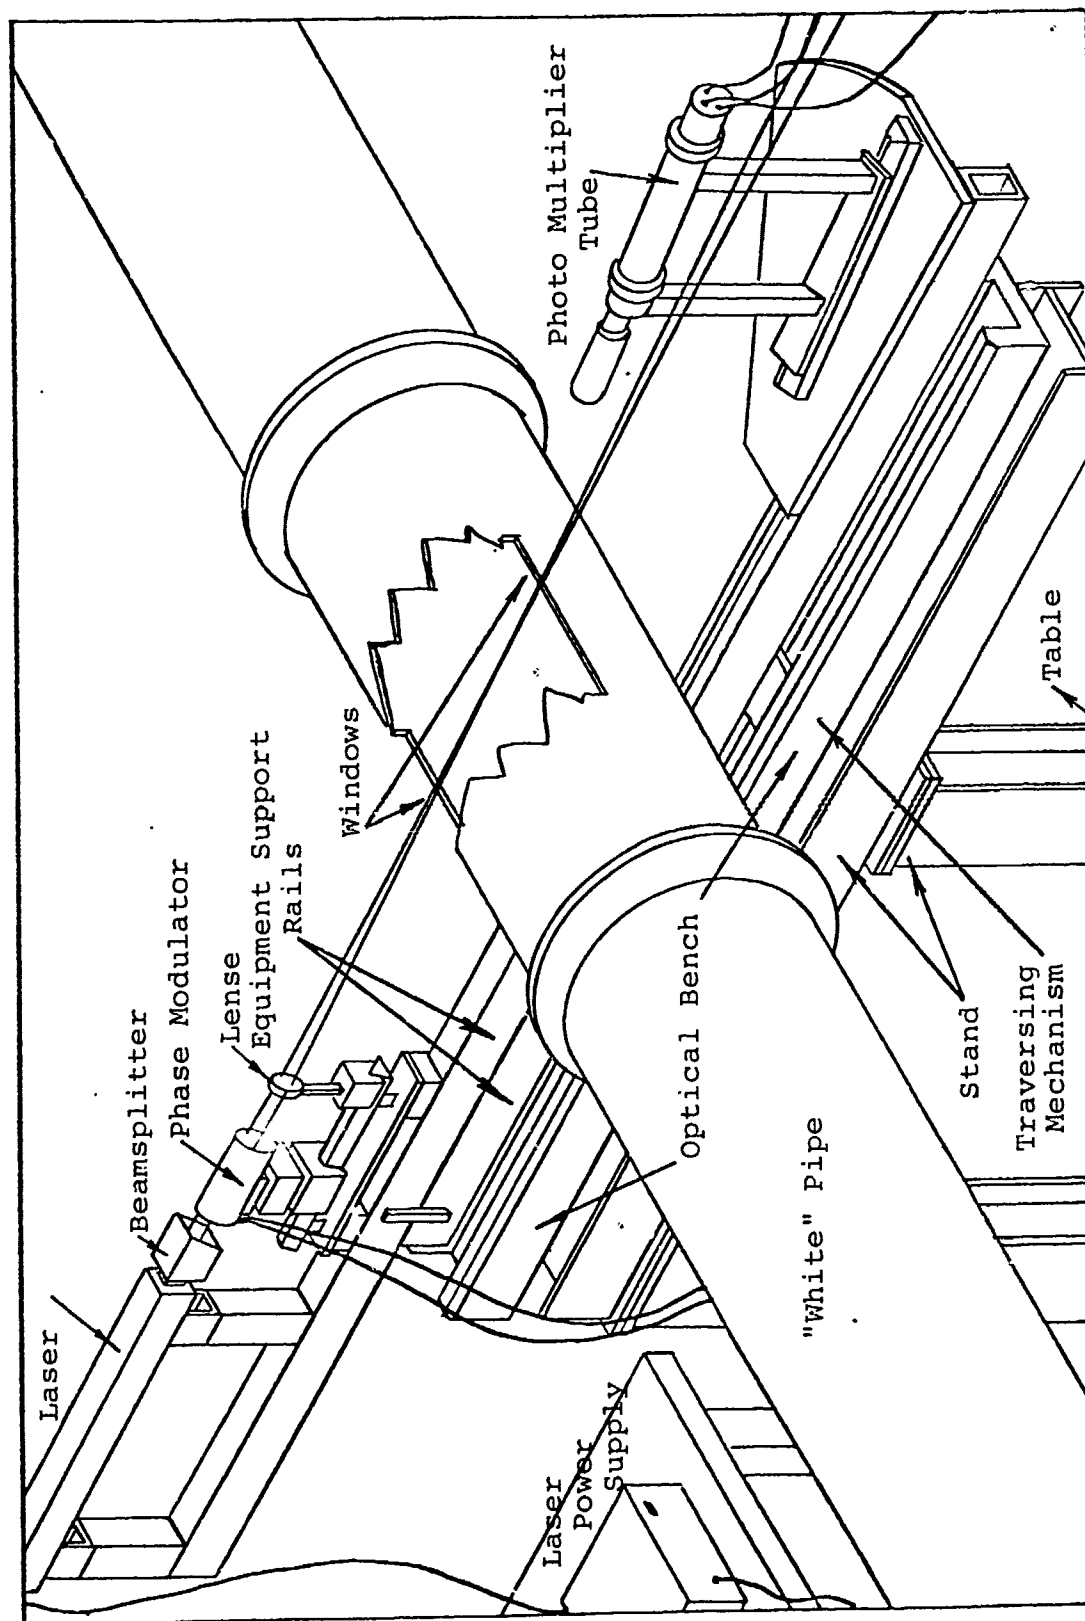 Laser
Beamsplitter
Phase Modulator
Lense
Equipment Support
Rails
Windows
Photo Multiplier
Tube
Laser
Power
Supply
Optical Bench
"White" Pipe
Stand
Traversing
Mechanism
Table